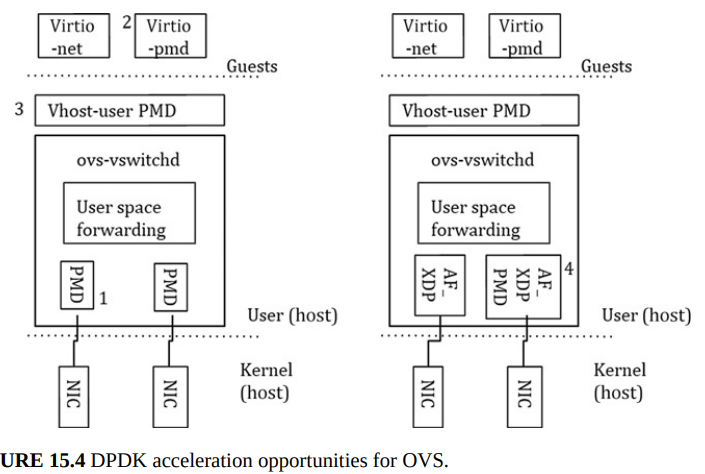 Virtio
-net
2
Virtio
-pmd
Guests
3
Vhost-user PMD
ovs-vswitchd
User space
forwarding
PMD
1
PMD
User (host)
NIC
NIC
Kernel
(host)
Virtio
-net
Virtio
-pmd
Guests
Vhost-user PMD
ovs-vswitchd
User space
forwarding
AF_
XDP
AF_
XDP
PMD
4
User (host)
NIC
NIC
Kernel
(host)
URE 15.4 DPDK acceleration opportunities for OVS.